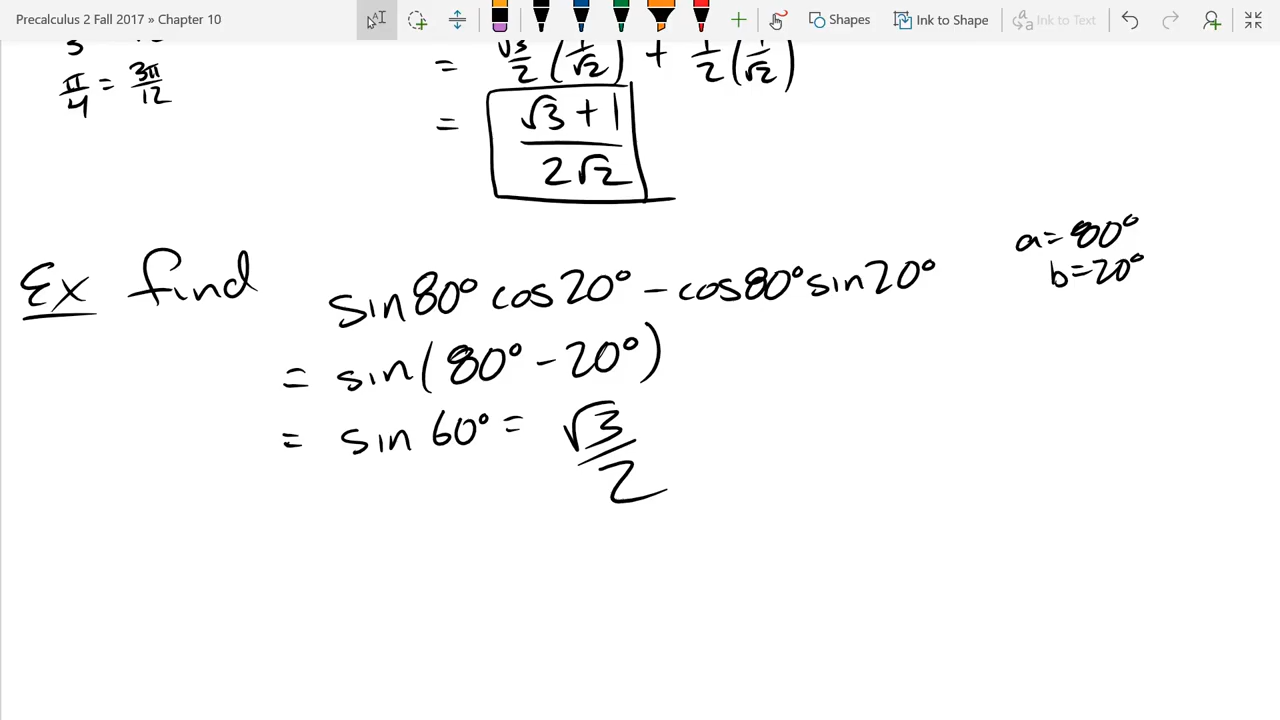 Precalculus 2 Fall 2017 » Chapter 10
Shapes
Ink to Shape
Ink to Text
π/4 = 3π/12
= √3/2 (1/√2) + 1/2 (1/√2)
= (√3 + 1)/(2√2)
Ex find sin 80° cos 20° – cos 80° sin 20°
a = 80°
b = 20°
= sin(80° – 20°)
= sin 60° = √3/2